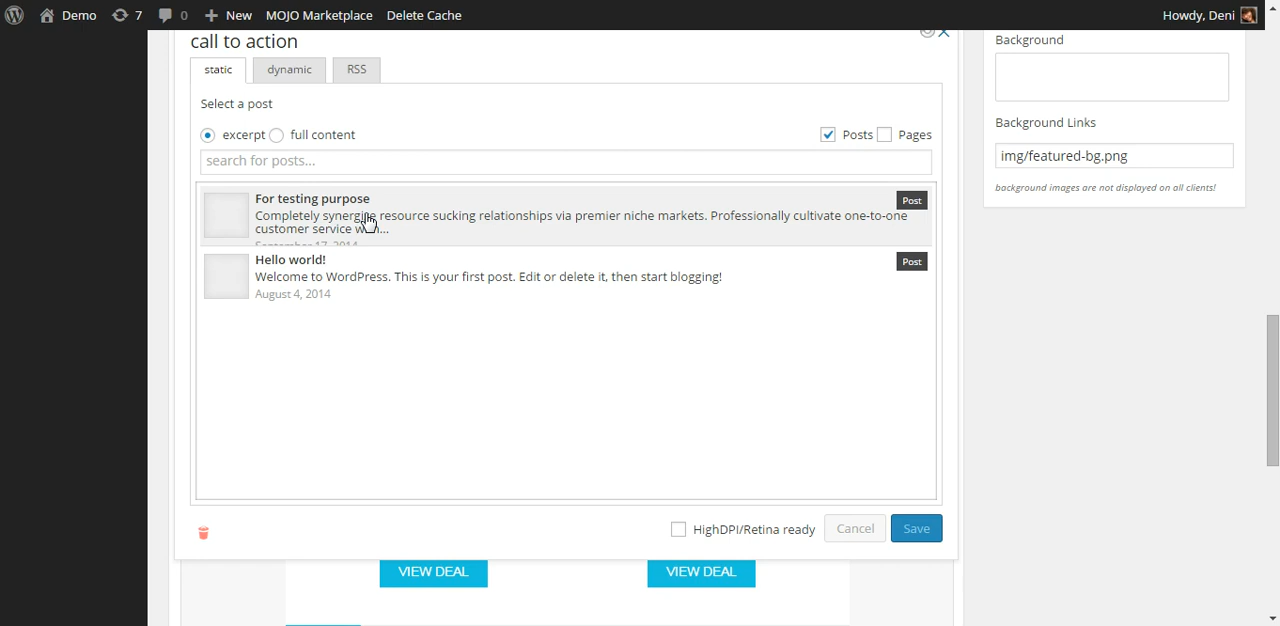 Demo 7 0 New MOJO Marketplace Delete Cache Howdy, Deni
call to action
static dynamic RSS
Select a post
excerpt full content Posts Pages
search for posts...
For testing purpose Post
Completely synergize resource sucking relationships via premier niche markets. Professionally cultivate one-to-one
customer service with...
September 17, 2014
Hello world! Post
Welcome to WordPress. This is your first post. Edit or delete it, then start blogging!
August 4, 2014
HighDPI/Retina ready Cancel Save
VIEW DEAL VIEW DEAL
Background
Background Links
img/featured-bg.png
background images are not displayed on all clients!